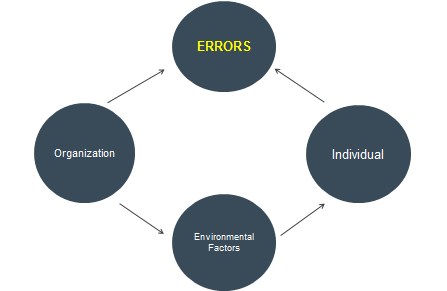 ERRORS
Organization
Individual
Environmental
Factors